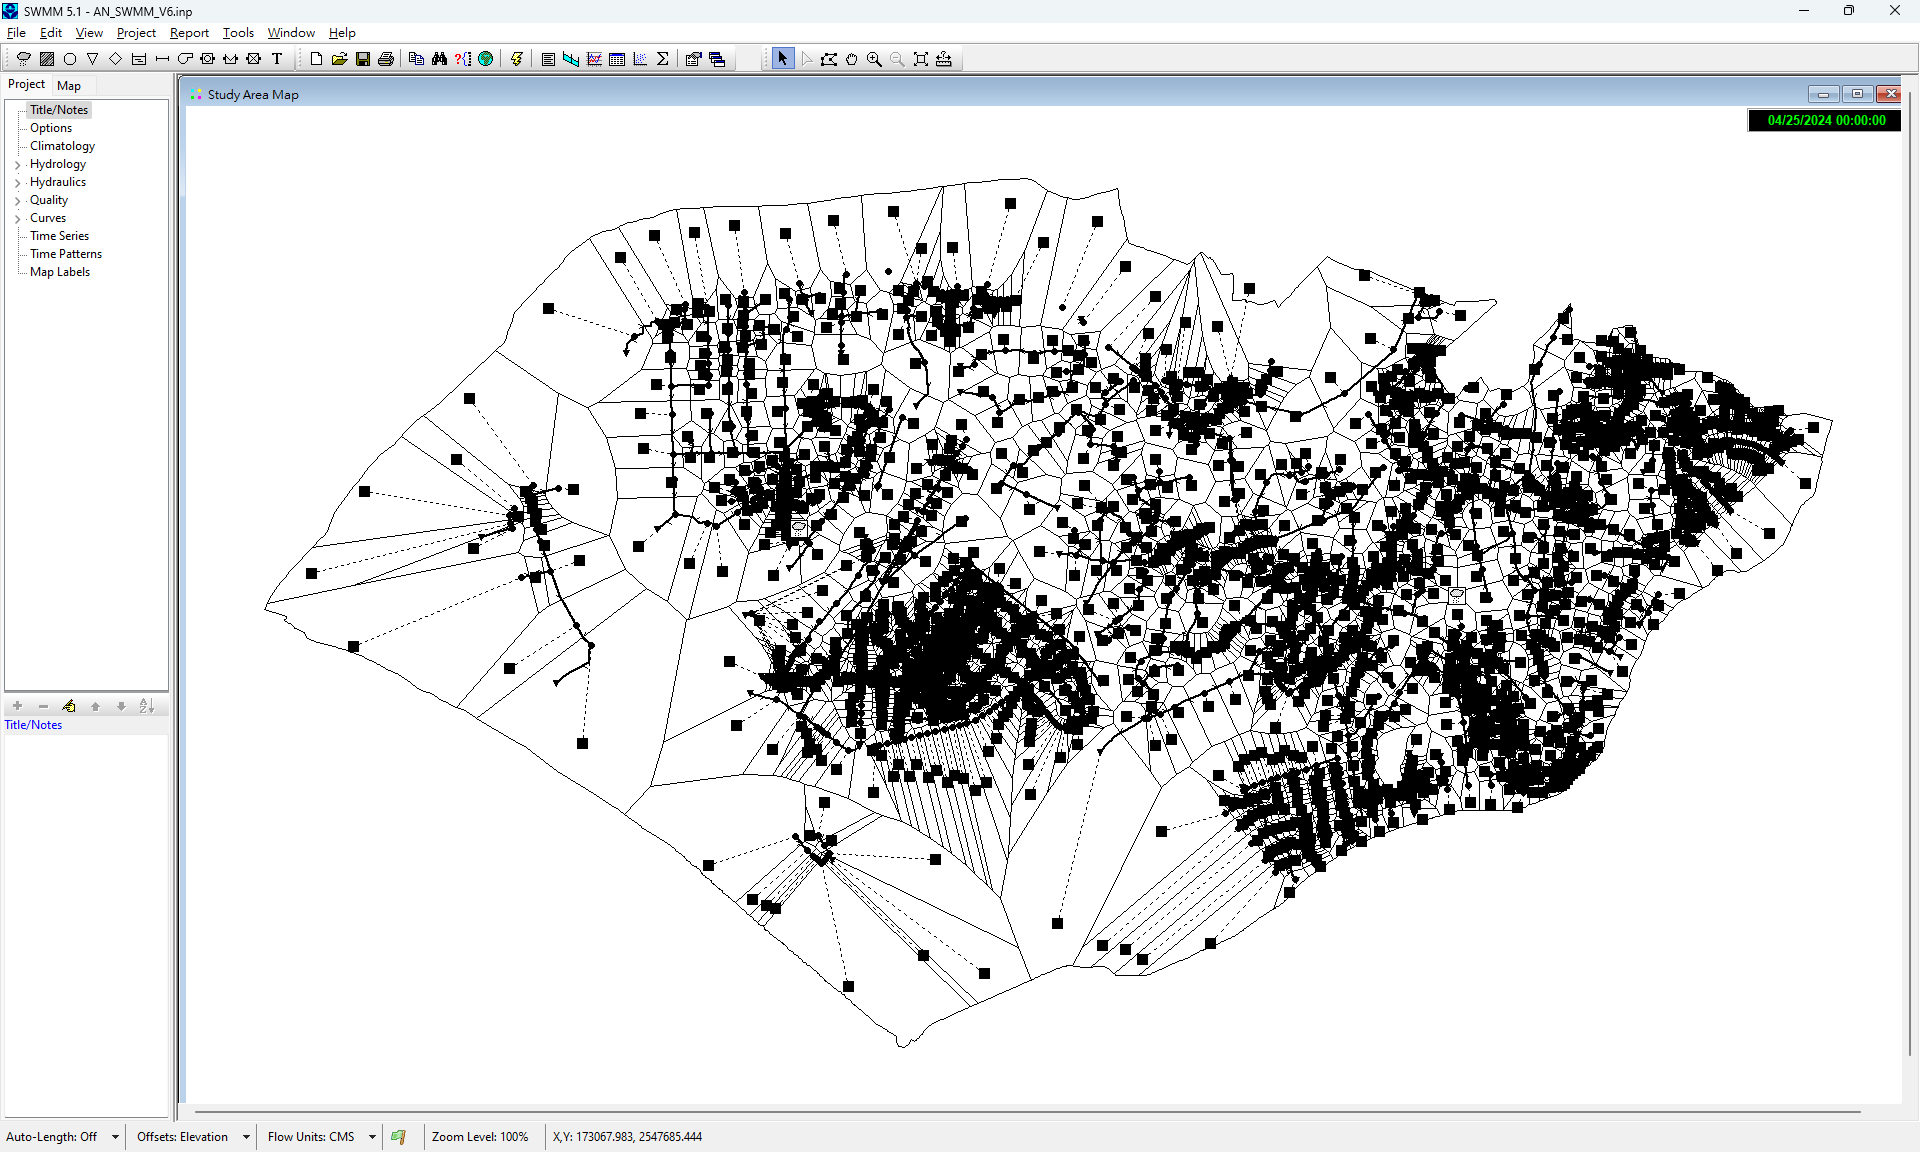 SWMM 5.1 - AN_SWMM_V6.inp
File Edit View Project Report Tools Window Help
T
Project Map
Study Area Map
04/25/2024 00:00:00
Title/Notes
Options
Climatology
Hydrology
Hydraulics
Quality
Curves
Time Series
Time Patterns
Map Labels
Title/Notes
Auto-Length: Off Offsets: Elevation Flow Units: CMS Zoom Level: 100% X,Y: 173067.983, 2547685.444